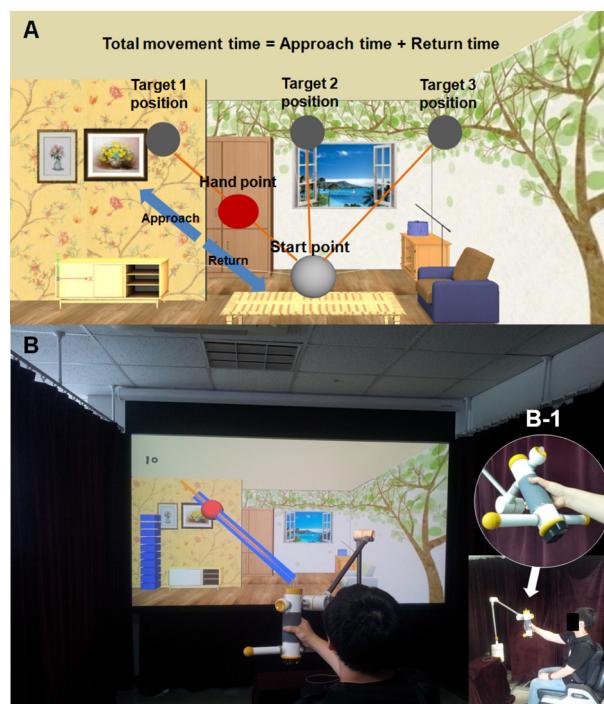 A
Total movement time = Approach time + Return time
Target 1
position
Target 2
position
Target 3
position
Hand point
Approach
Return
Start point
B
B-1
10